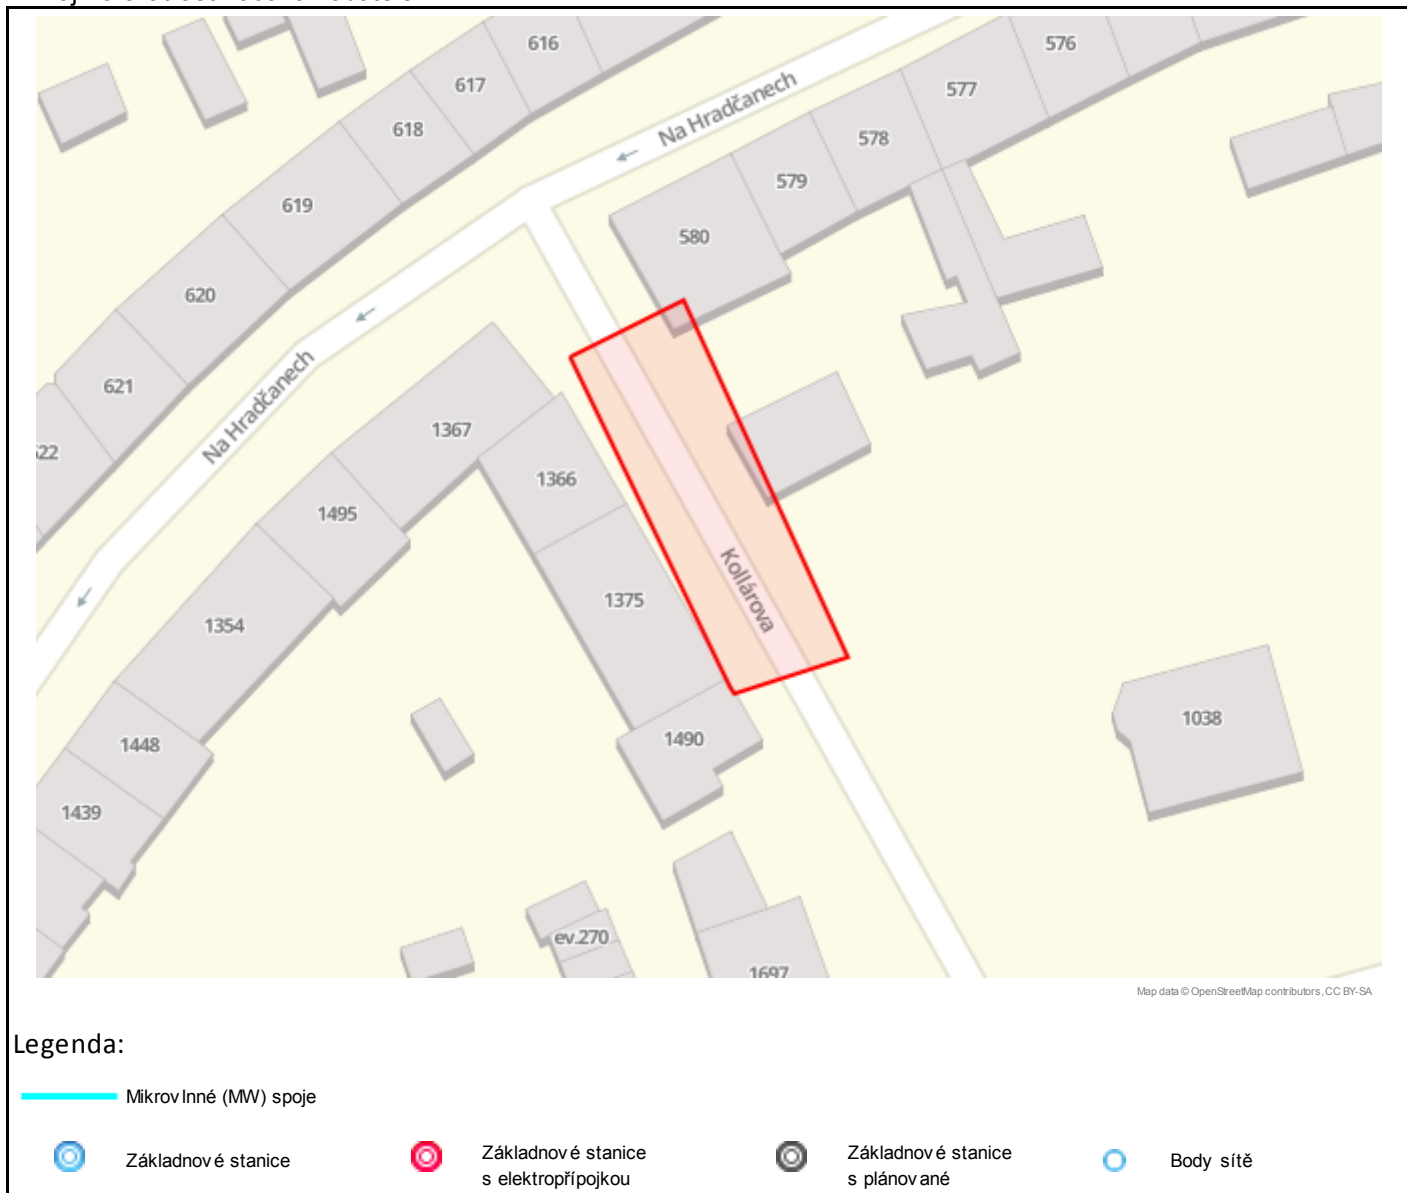 616
576
617
577
Na Hradčanech
618
578
579
619
580
620
621
Na Hradčanech
1367
622
1366
1495
Kollárova
1375
1354
1038
1448
1490
1439
ev.270
1697
Map data © OpenStreetMap contributors, CC BY-SA
Legenda:
Mikrovlnné (MW) spoje
Základnové stanice
Základnové stanice
s elektropřípojkou
Základnové stanice
s plánované
Body sítě